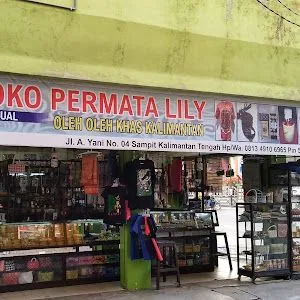 OKO PERMATA LILY
UAL
OLEH OLEH KHAS KALIMANTAN
Jl. A. Yani No. 04 Sampit Kalimantan Tengah Hp/Wa. 0813 4910 6965 Pin